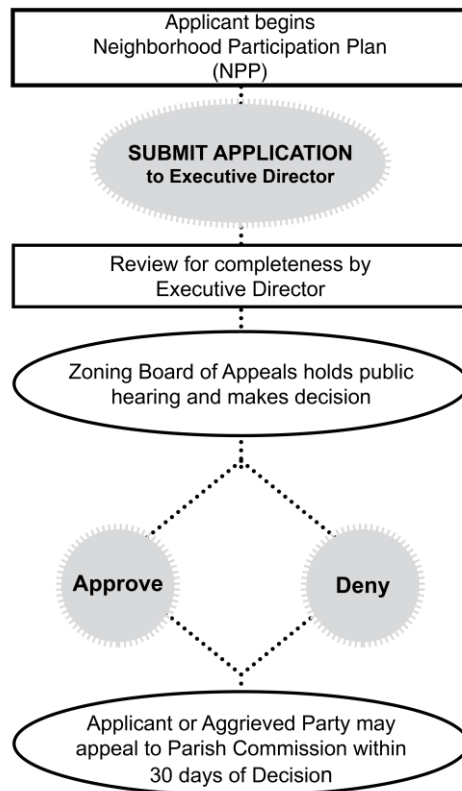 Applicant begins
Neighborhood Participation Plan
(NPP)
SUBMIT APPLICATION
to Executive Director
Review for completeness by
Executive Director
Zoning Board of Appeals holds public
hearing and makes decision
Approve
Deny
Applicant or Aggrieved Party may
appeal to Parish Commission within
30 days of Decision